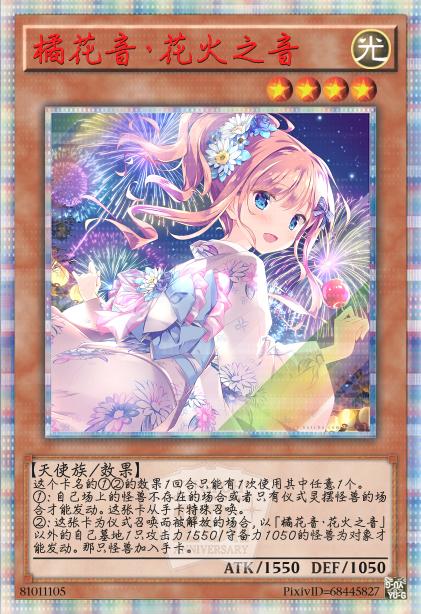 橘花音·花火之音
光
【天使族/效果】
这个卡名的①②的效果1回合只能有1次使用其中任意1个。
①：自己场上的怪兽不存在的场合或者只有仪式灵摆怪兽的场
合才能发动。这张卡从手卡特殊召唤。
②：这张卡为仪式召唤而被解放的场合，以「橘花音·花火之音」
以外的自己墓地1只攻击力1550/守备力1050的怪兽为对象才
能发动。那只怪兽加入手卡。
ANNIVERSARY
ATK/1550 DEF/1050
81011105
PixivID=68445827